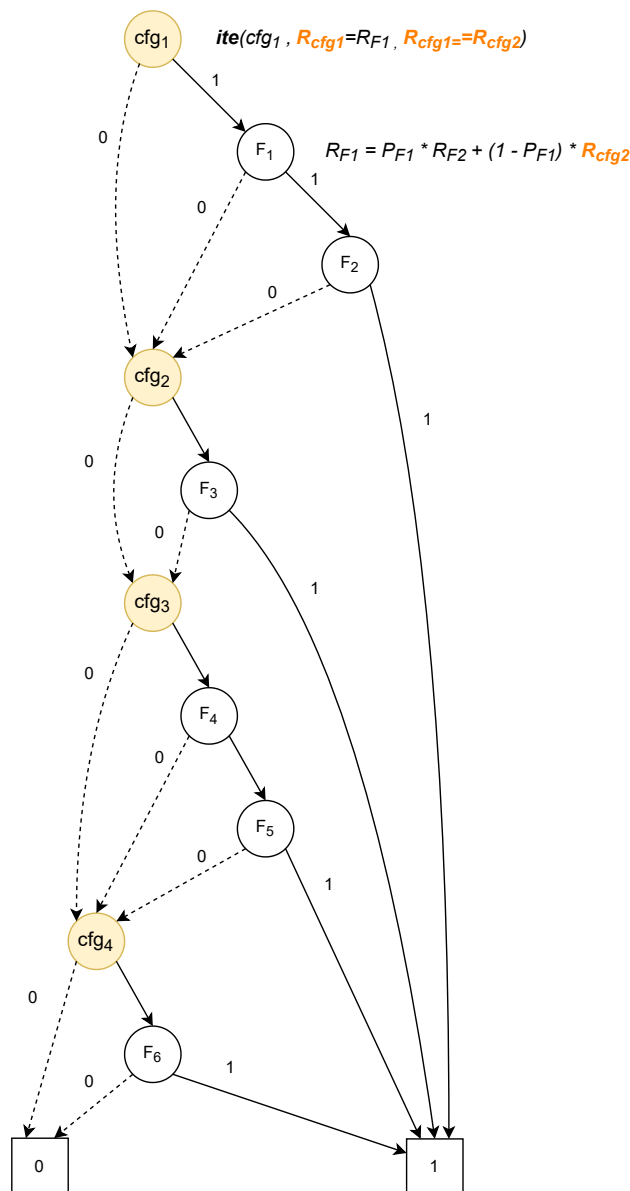 cfg1 ite(cfg1 , Rcfg1=RF1 , Rcfg1==Rcfg2)
1
0
F1 RF1 = PF1 * RF2 + (1 - PF1) * Rcfg2
1
0
F2
0
cfg2
1
0
F3
0
1
cfg3
0
F4
0
F5
0
1
cfg4
0
F6
1
0
0
1